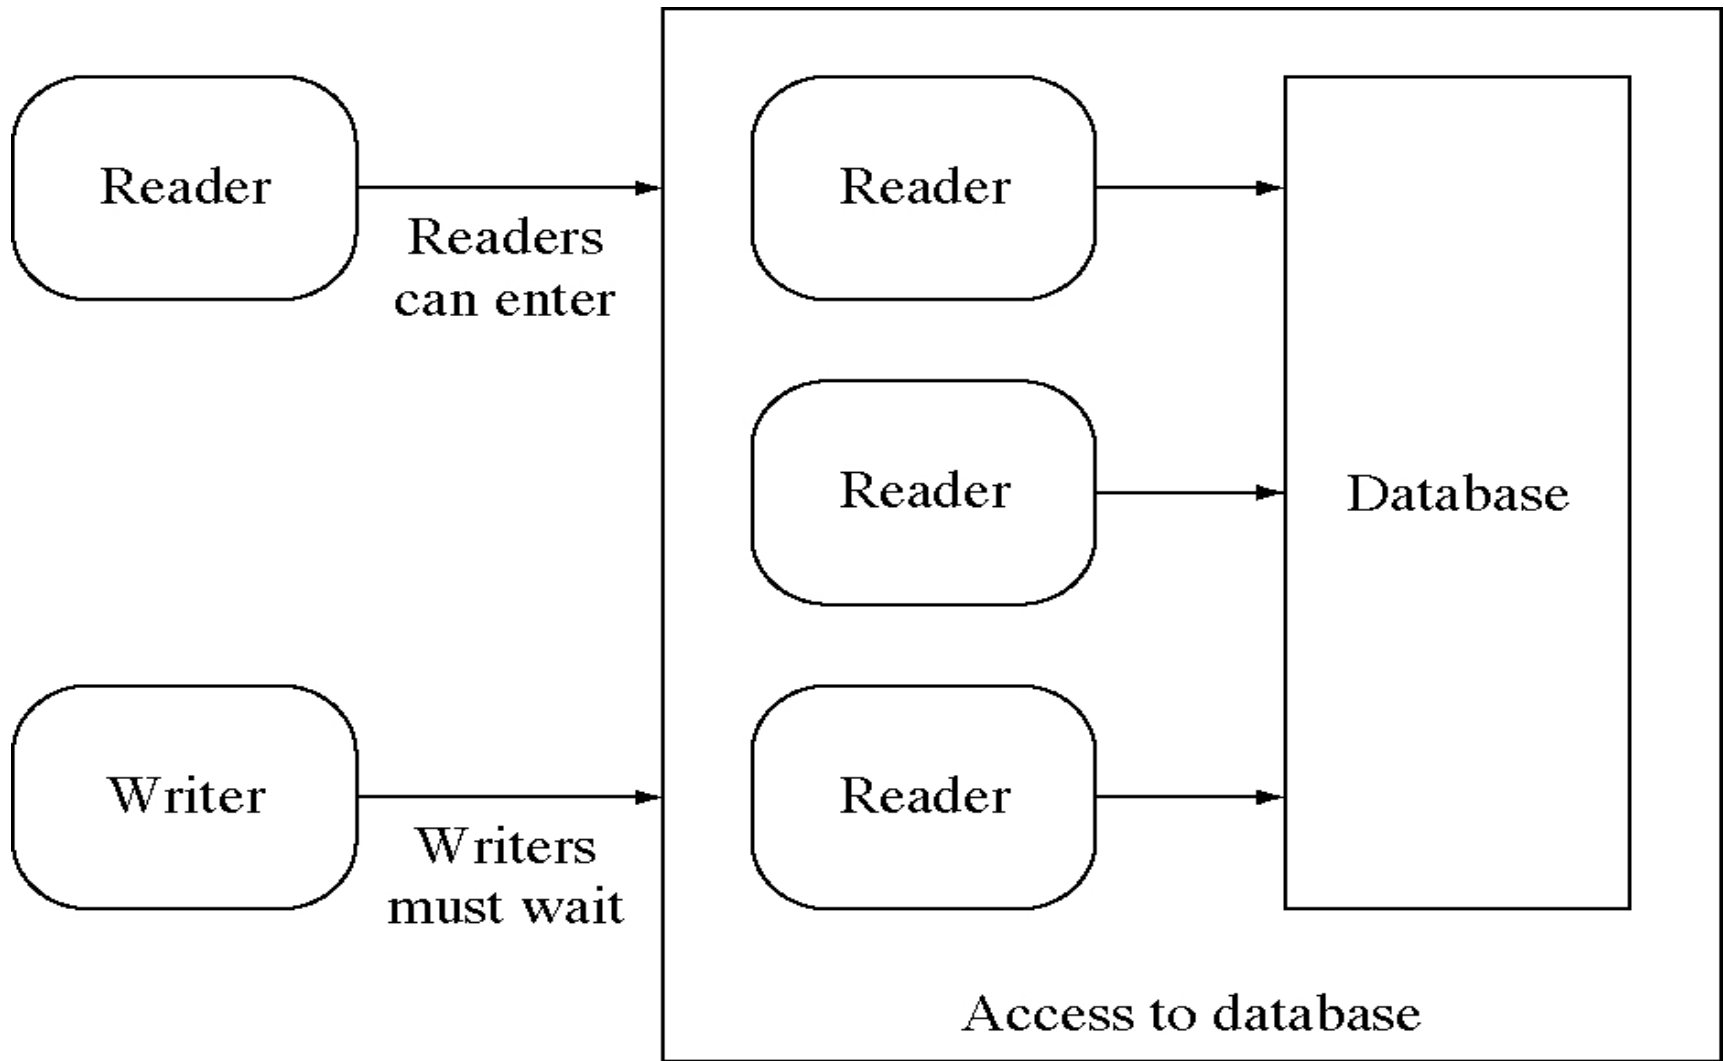 Reader
Readers
can enter
Reader
Reader
Database
Writer
Writers
must wait
Reader
Access to database